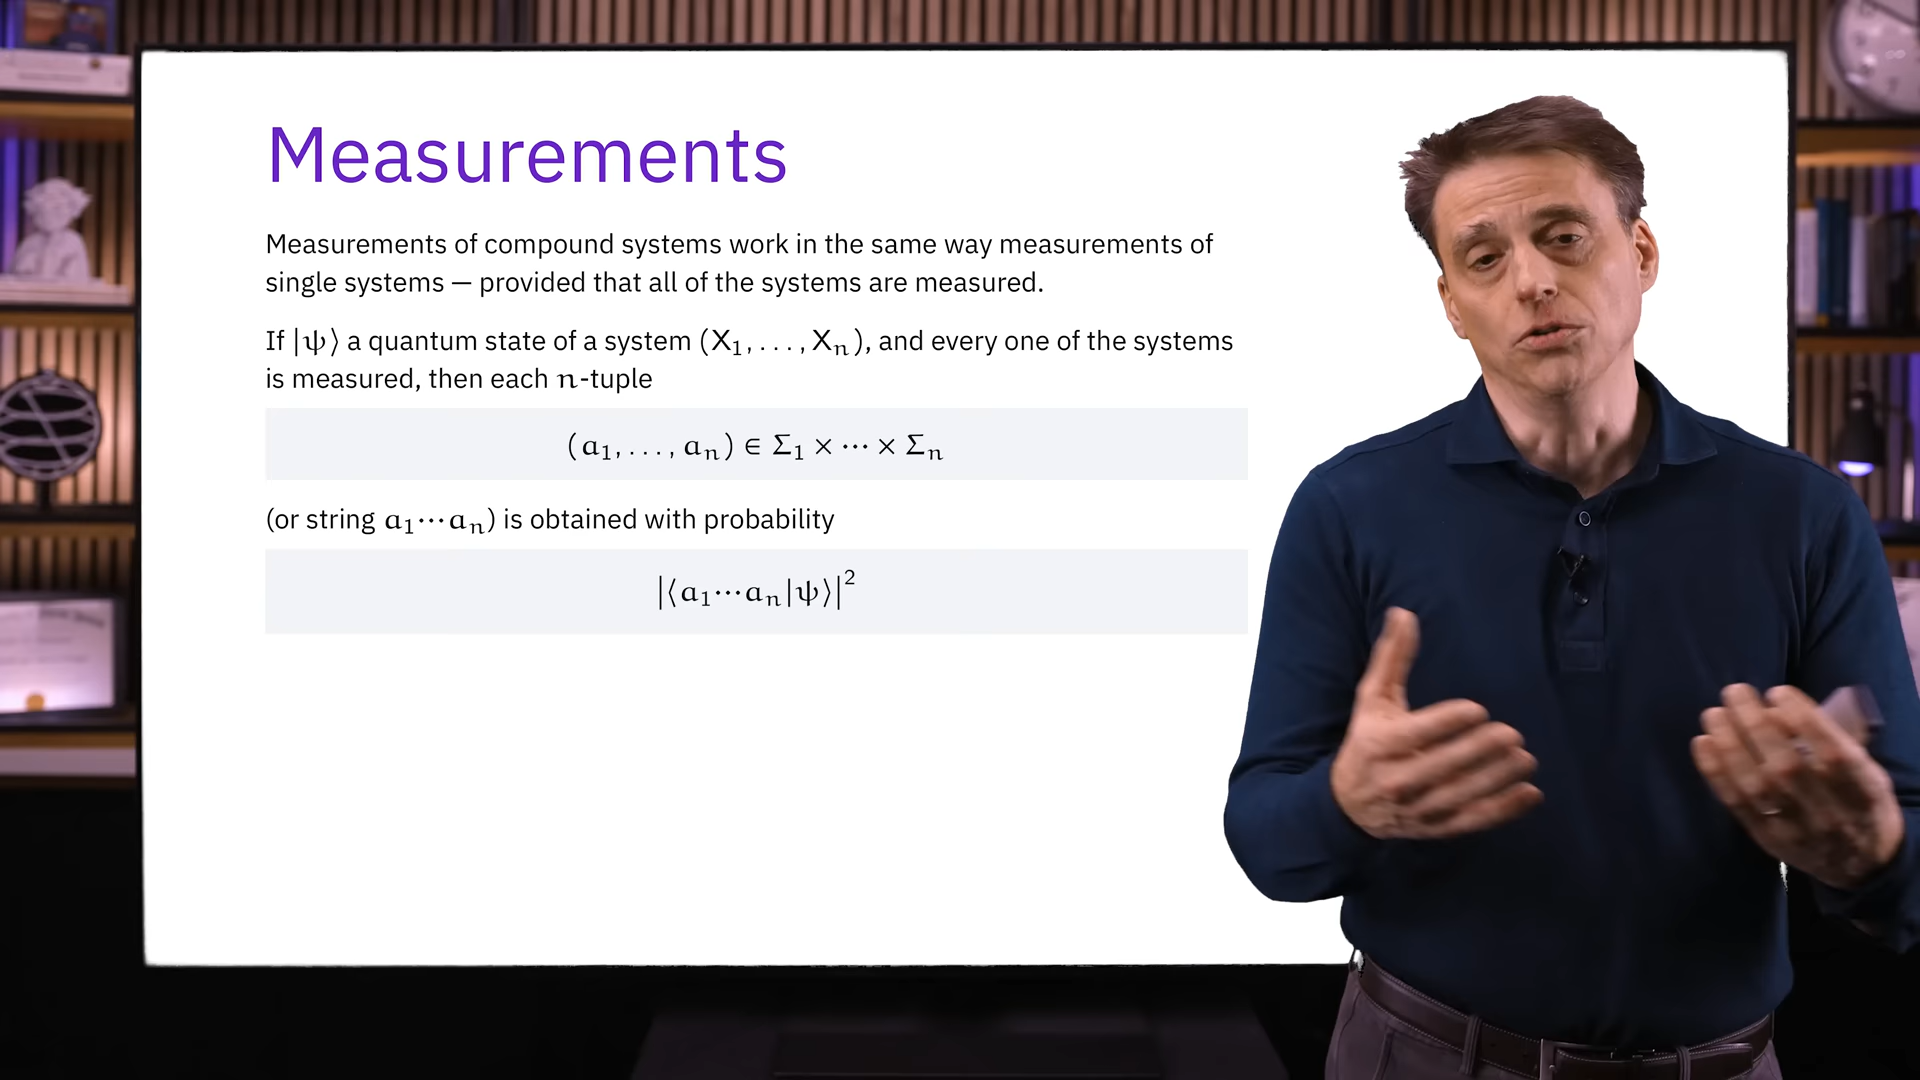 Measurements
Measurements of compound systems work in the same way measurements of
single systems — provided that all of the systems are measured.
If |ψ⟩ a quantum state of a system (X₁, . . . , Xₙ), and every one of the systems
is measured, then each n-tuple
(a₁, . . . , aₙ) ∈ Σ₁ × ··· × Σₙ
(or string a₁···aₙ) is obtained with probability
|⟨a₁···aₙ|ψ⟩|²